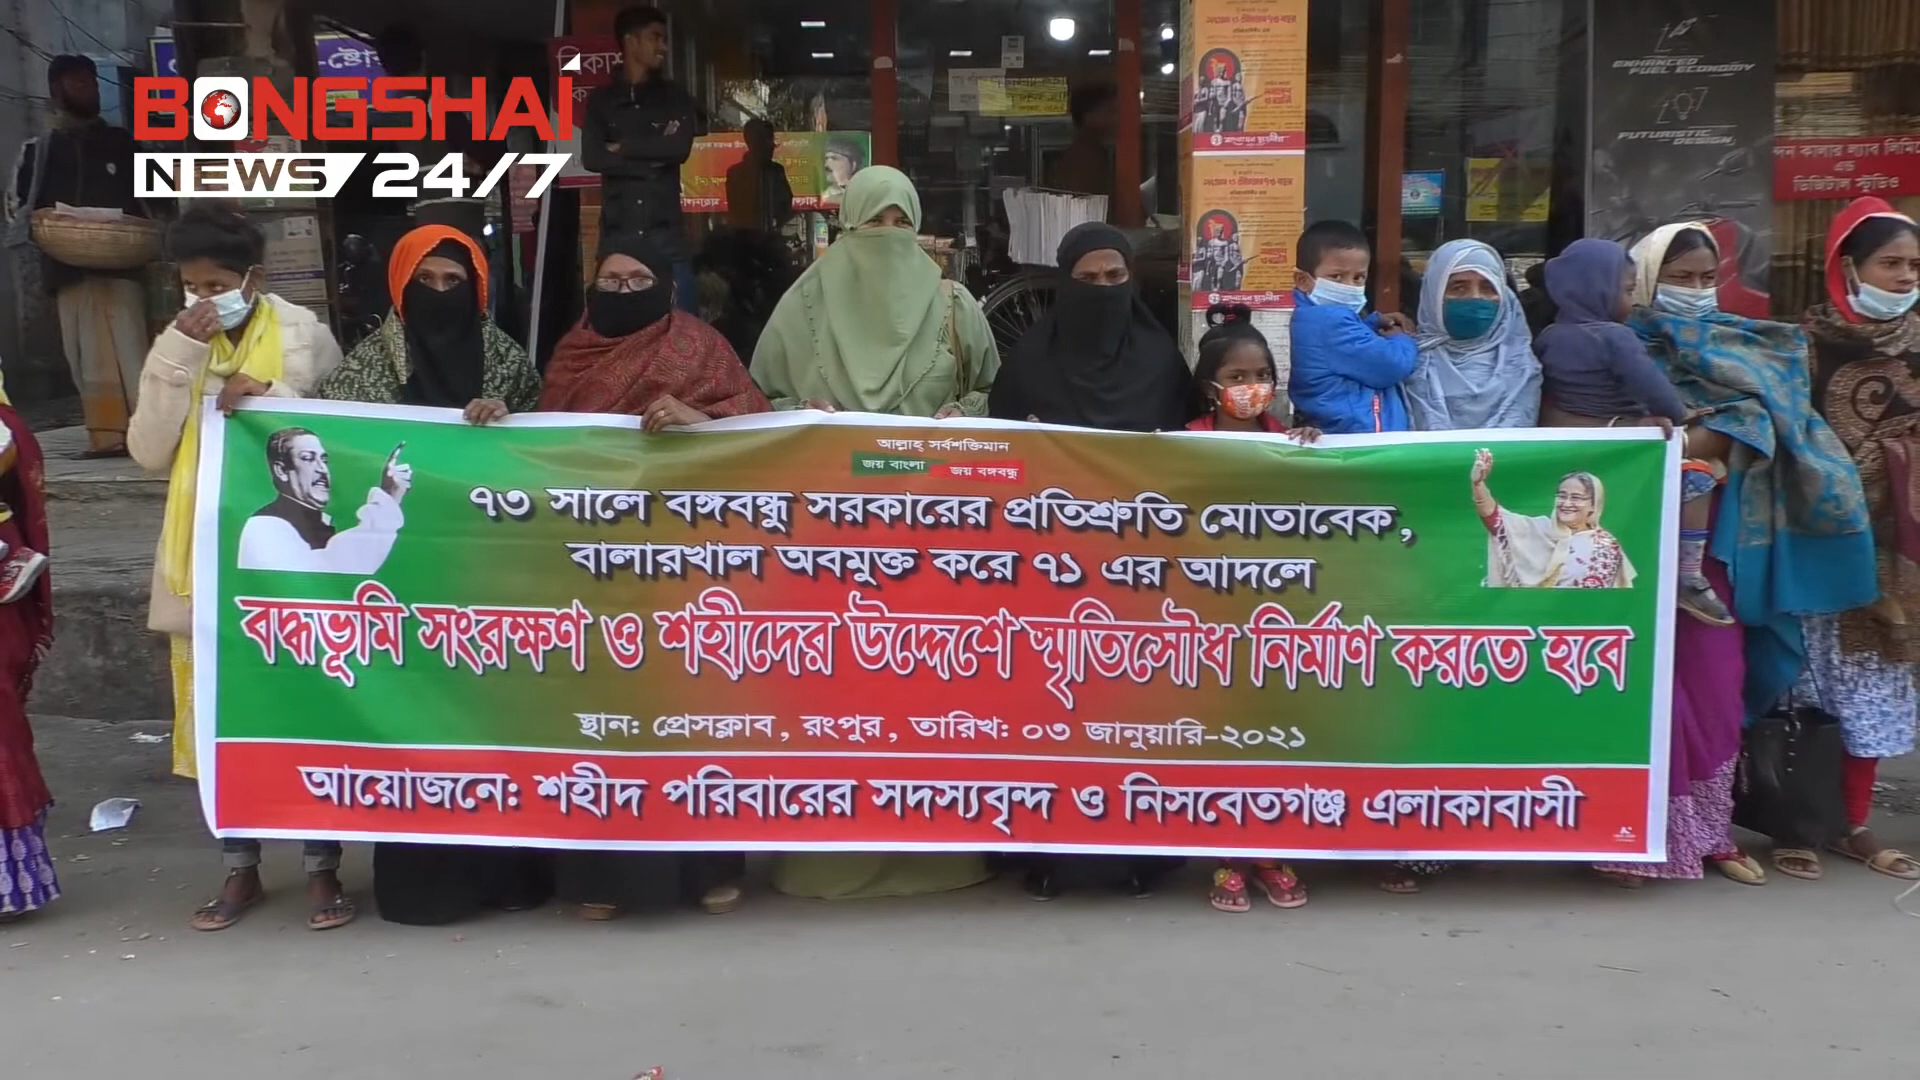 BONGSHAI
NEWS 24/7
ENHANCED
FUEL ECONOMY
FUTURISTIC
DESIGN
এন্ড
ডিজিটাল স্টুডিও
আল্লাহ্ সর্বশক্তিমান
জয় বাংলা জয় বঙ্গবন্ধু
৭৩ সালে বঙ্গবন্ধু সরকারের প্রতিশ্রুতি মোতাবেক,
বালারখাল অবমুক্ত করে ৭১ এর আদলে
বদ্ধভূমি সংরক্ষণ ও শহীদের উদ্দেশে স্মৃতিসৌধ নির্মাণ করতে হবে
স্থান: প্রেসক্লাব, রংপুর, তারিখ: ০৩ জানুয়ারি-২০২১
আয়োজনে: শহীদ পরিবারের সদস্যবৃন্দ ও নিসবেতগঞ্জ এলাকাবাসী